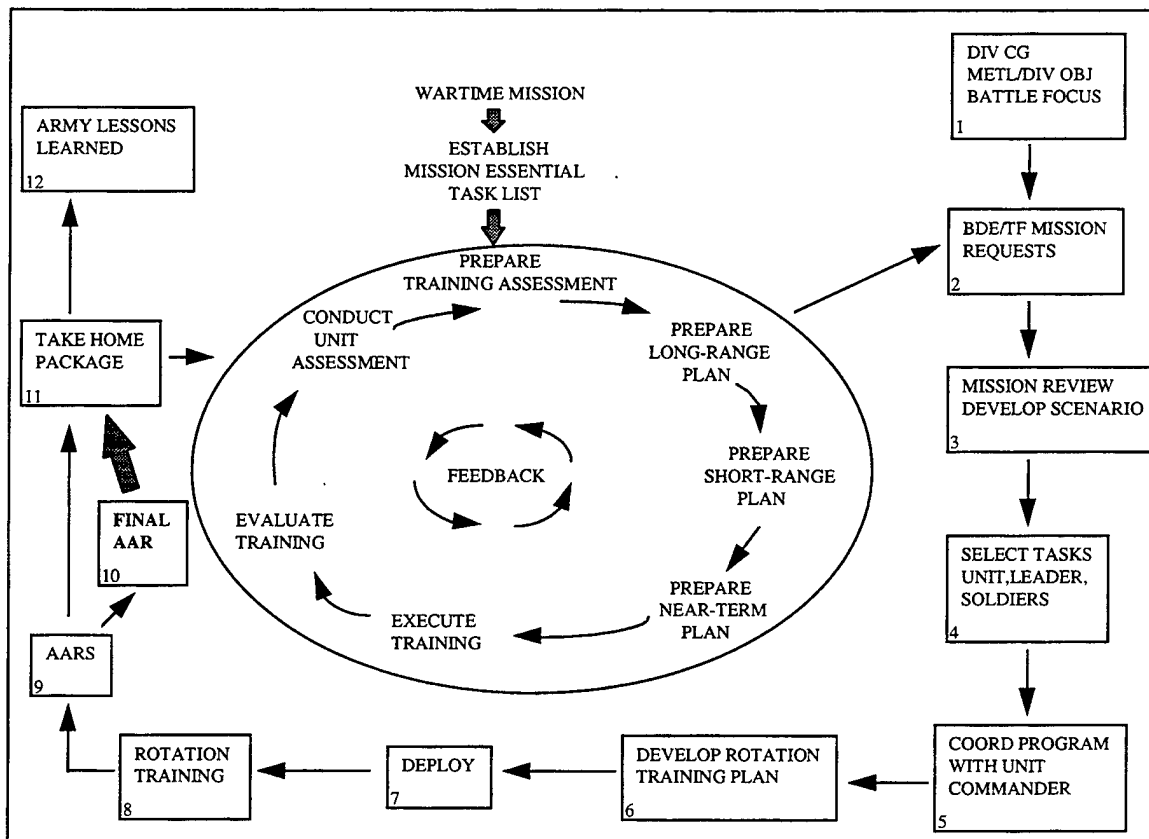 DIV CG
METL/DIV OBJ
BATTLE FOCUS
1
WARTIME MISSION
ESTABLISH
MISSION ESSENTIAL
TASK LIST
ARMY LESSONS
LEARNED
12
BDE/TF MISSION
REQUESTS
2
PREPARE
TRAINING ASSESSMENT
CONDUCT
UNIT
ASSESSMENT
PREPARE
LONG-RANGE
PLAN
TAKE HOME
PACKAGE
11
MISSION REVIEW
DEVELOP SCENARIO
3
FEEDBACK
PREPARE
SHORT-RANGE
PLAN
EVALUATE
TRAINING
FINAL
AAR
10
SELECT TASKS
UNIT,LEADER,
SOLDIERS
4
PREPARE
NEAR-TERM
PLAN
EXECUTE
TRAINING
AARS
9
COORD PROGRAM
WITH UNIT
COMMANDER
5
DEVELOP ROTATION
TRAINING PLAN
6
DEPLOY
7
ROTATION
TRAINING
8